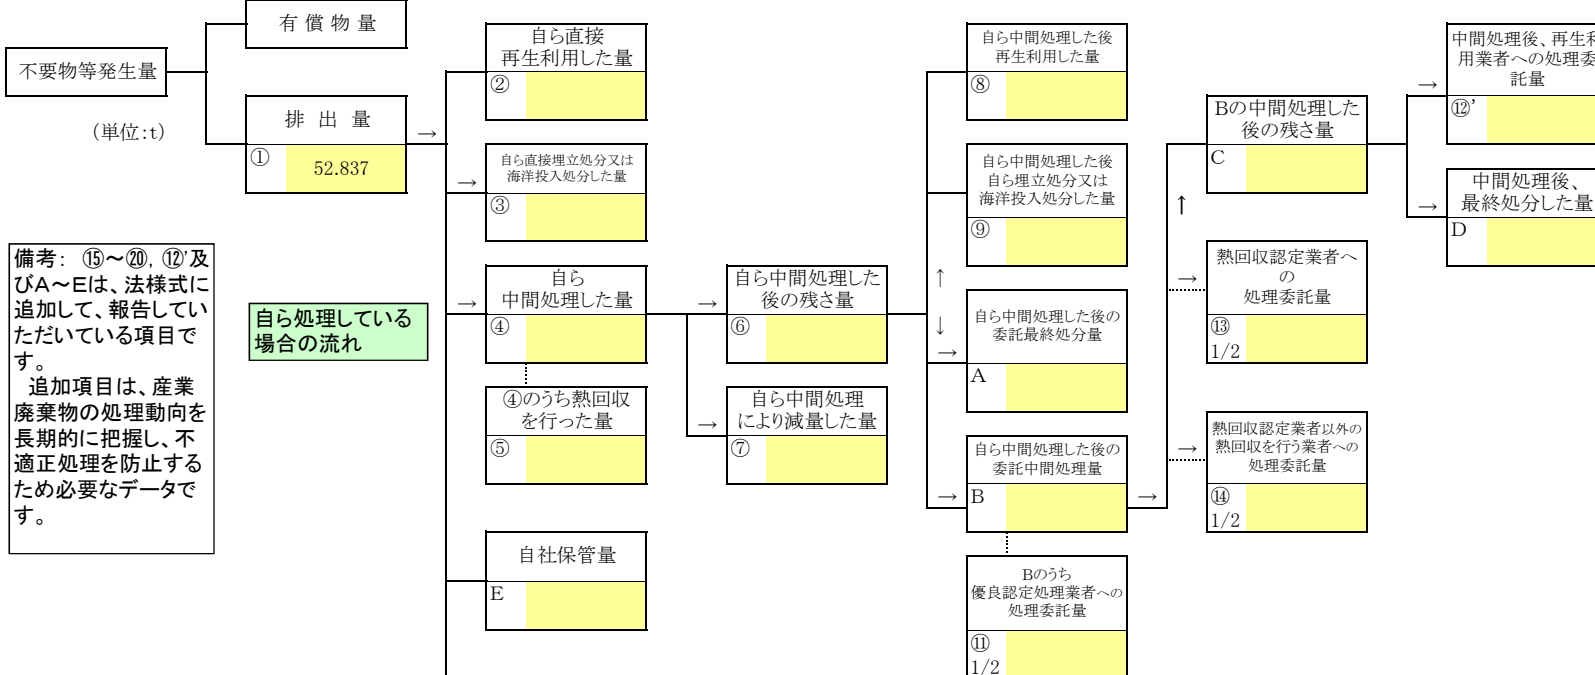 有 償 物 量
不要物等発生量
(単位:t)
排 出 量
→
①
52.837
備考： ⑮～⑳, ⑫'及
びA～Eは、法様式に
追加して、報告してい
ただいている項目で
す。
追加項目は、産業
廃棄物の処理動向を
長期的に把握し、不
適正処理を防止する
ため必要なデータで
す。
自ら処理している
場合の流れ
自ら直接
再生利用した量
②
→
自ら直接埋立処分又は
海洋投入処分した量
③
→
自ら
中間処理した量
④
④のうち熱回収
を行った量
⑤
自社保管量
E
→
自ら中間処理した
後の残さ量
⑥
→
自ら中間処理
により減量した量
⑦
自ら中間処理した後
再生利用した量
⑧
自ら中間処理した後
自ら埋立処分又は
海洋投入処分した量
⑨
↑
↓
→
自ら中間処理した後の
委託最終処分量
A
自ら中間処理した後の
委託中間処理量
→
B
→
Bのうち
優良認定処理業者への
処理委託量
⑪
1/2
Bの中間処理した
後の残さ量
C
↑
→
熱回収認定業者へ
の
処理委託量
⑬
1/2
→
熱回収認定業者以外の
熱回収を行う業者への
処理委託量
⑭
1/2
→
中間処理後、再生利
用業者への処理委
託量
⑫'
→
中間処理後、
最終処分した量
D